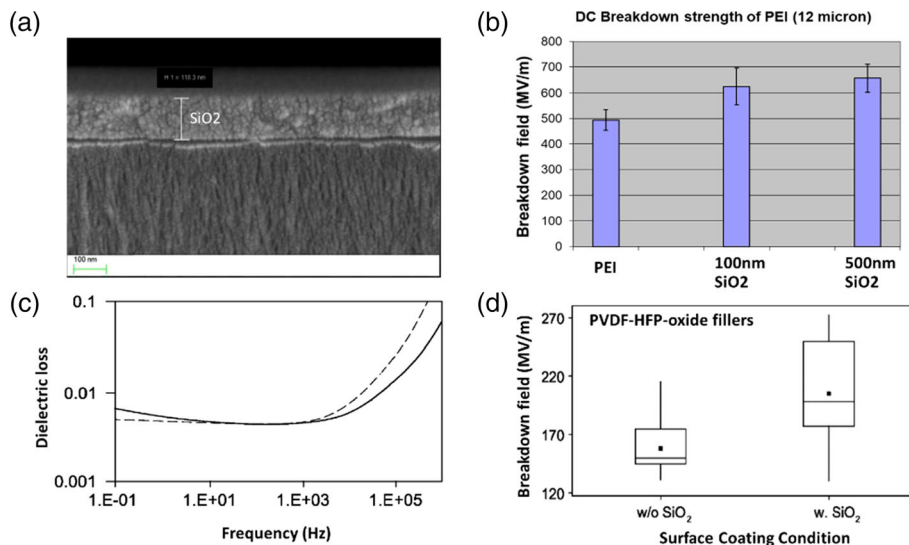 (a)
H 1 = 118.3 nm
SiO2
100 nm
(b)
DC Breakdown strength of PEI (12 micron)
Breakdown field (MV/m)
800
700
600
500
400
300
200
100
0
PEI
100nm
SiO2
500nm
SiO2
(c)
Dielectric loss
0.1
0.01
0.001
1.E-01
1.E+01
1.E+03
1.E+05
Frequency (Hz)
(d)
PVDF-HFP-oxide fillers
Breakdown field (MV/m)
270
220
170
120
w/o SiO₂
w. SiO₂
Surface Coating Condition